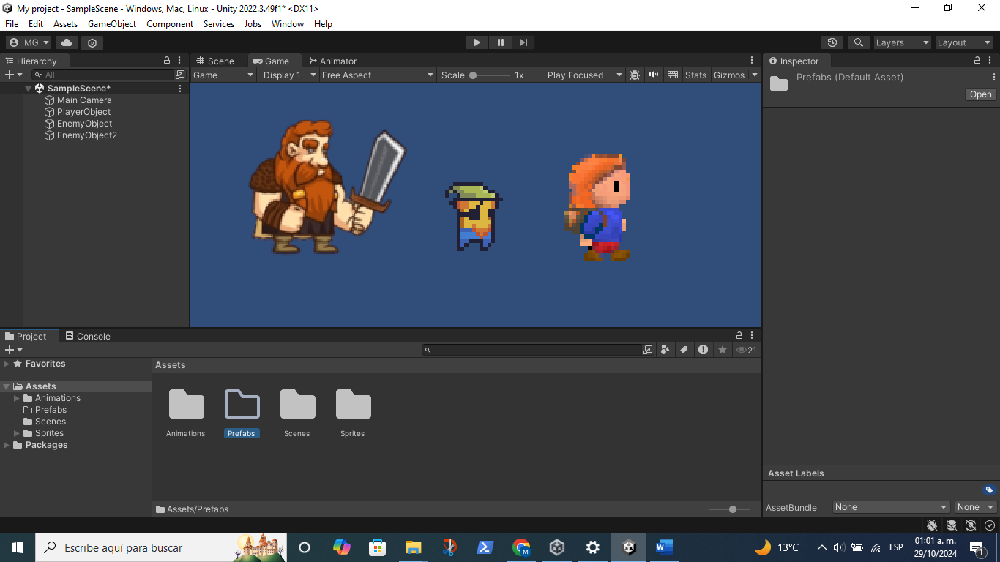 My project - SampleScene - Windows, Mac, Linux - Unity 2022.3.49f1* <DX11>
File Edit Assets GameObject Component Services Jobs Window Help
MG Layers Layout
Hierarchy
All
SampleScene*
Main Camera
PlayerObject
EnemyObject
EnemyObject2
Scene Game Animator
Game Display 1 Free Aspect Scale 1x Play Focused Stats Gizmos
Inspector
Prefabs (Default Asset)
Open
Project Console
21
Favorites
Assets
Animations
Prefabs
Scenes
Sprites
Packages
Assets
Animations Prefabs Scenes Sprites
Assets/Prefabs
Asset Labels
AssetBundle None None
Escribe aquí para buscar
13°C ESP
01:01 a. m.
29/10/2024
1